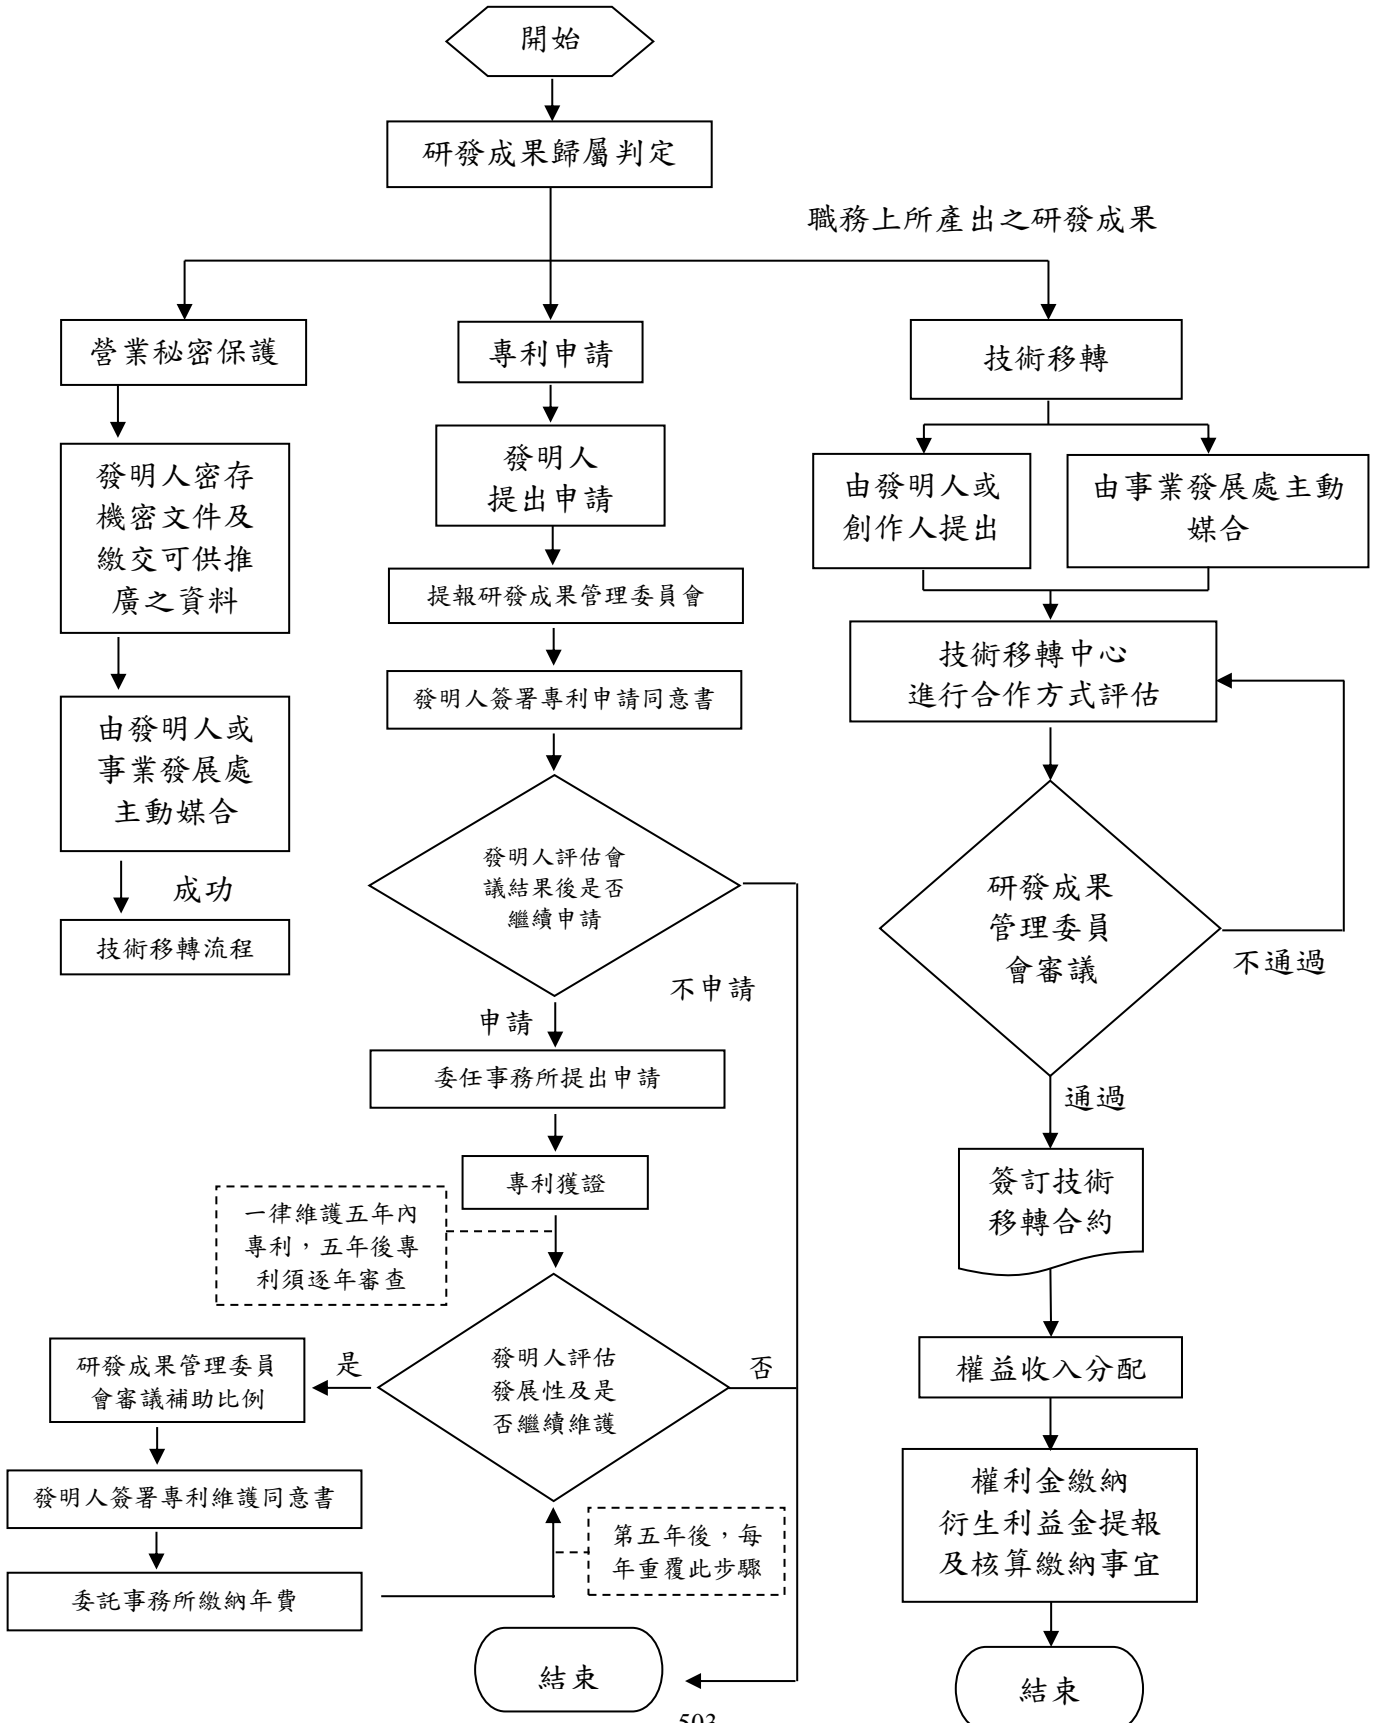 開始
研發成果歸屬判定
職務上所產出之研發成果
營業秘密保護
發明人密存
機密文件及
繳交可供推
廣之資料
由發明人或
事業發展處
主動媒合
成功
技術移轉流程
專利申請
發明人
提出申請
提報研發成果管理委員會
發明人簽署專利申請同意書
發明人評估會
議結果後是否
繼續申請
不申請
申請
委任事務所提出申請
專利獲證
一律維護五年內
專利，五年後專
利須逐年審查
發明人評估
發展性及是
否繼續維護
是
否
研發成果管理委員
會審議補助比例
發明人簽署專利維護同意書
委託事務所繳納年費
第五年後，每
年重覆此步驟
結束
技術移轉
由發明人或
創作人提出
由事業發展處主動
媒合
技術移轉中心
進行合作方式評估
研發成果
管理委員
會審議
不通過
通過
簽訂技術
移轉合約
權益收入分配
權利金繳納
衍生利益金提報
及核算繳納事宜
結束
503